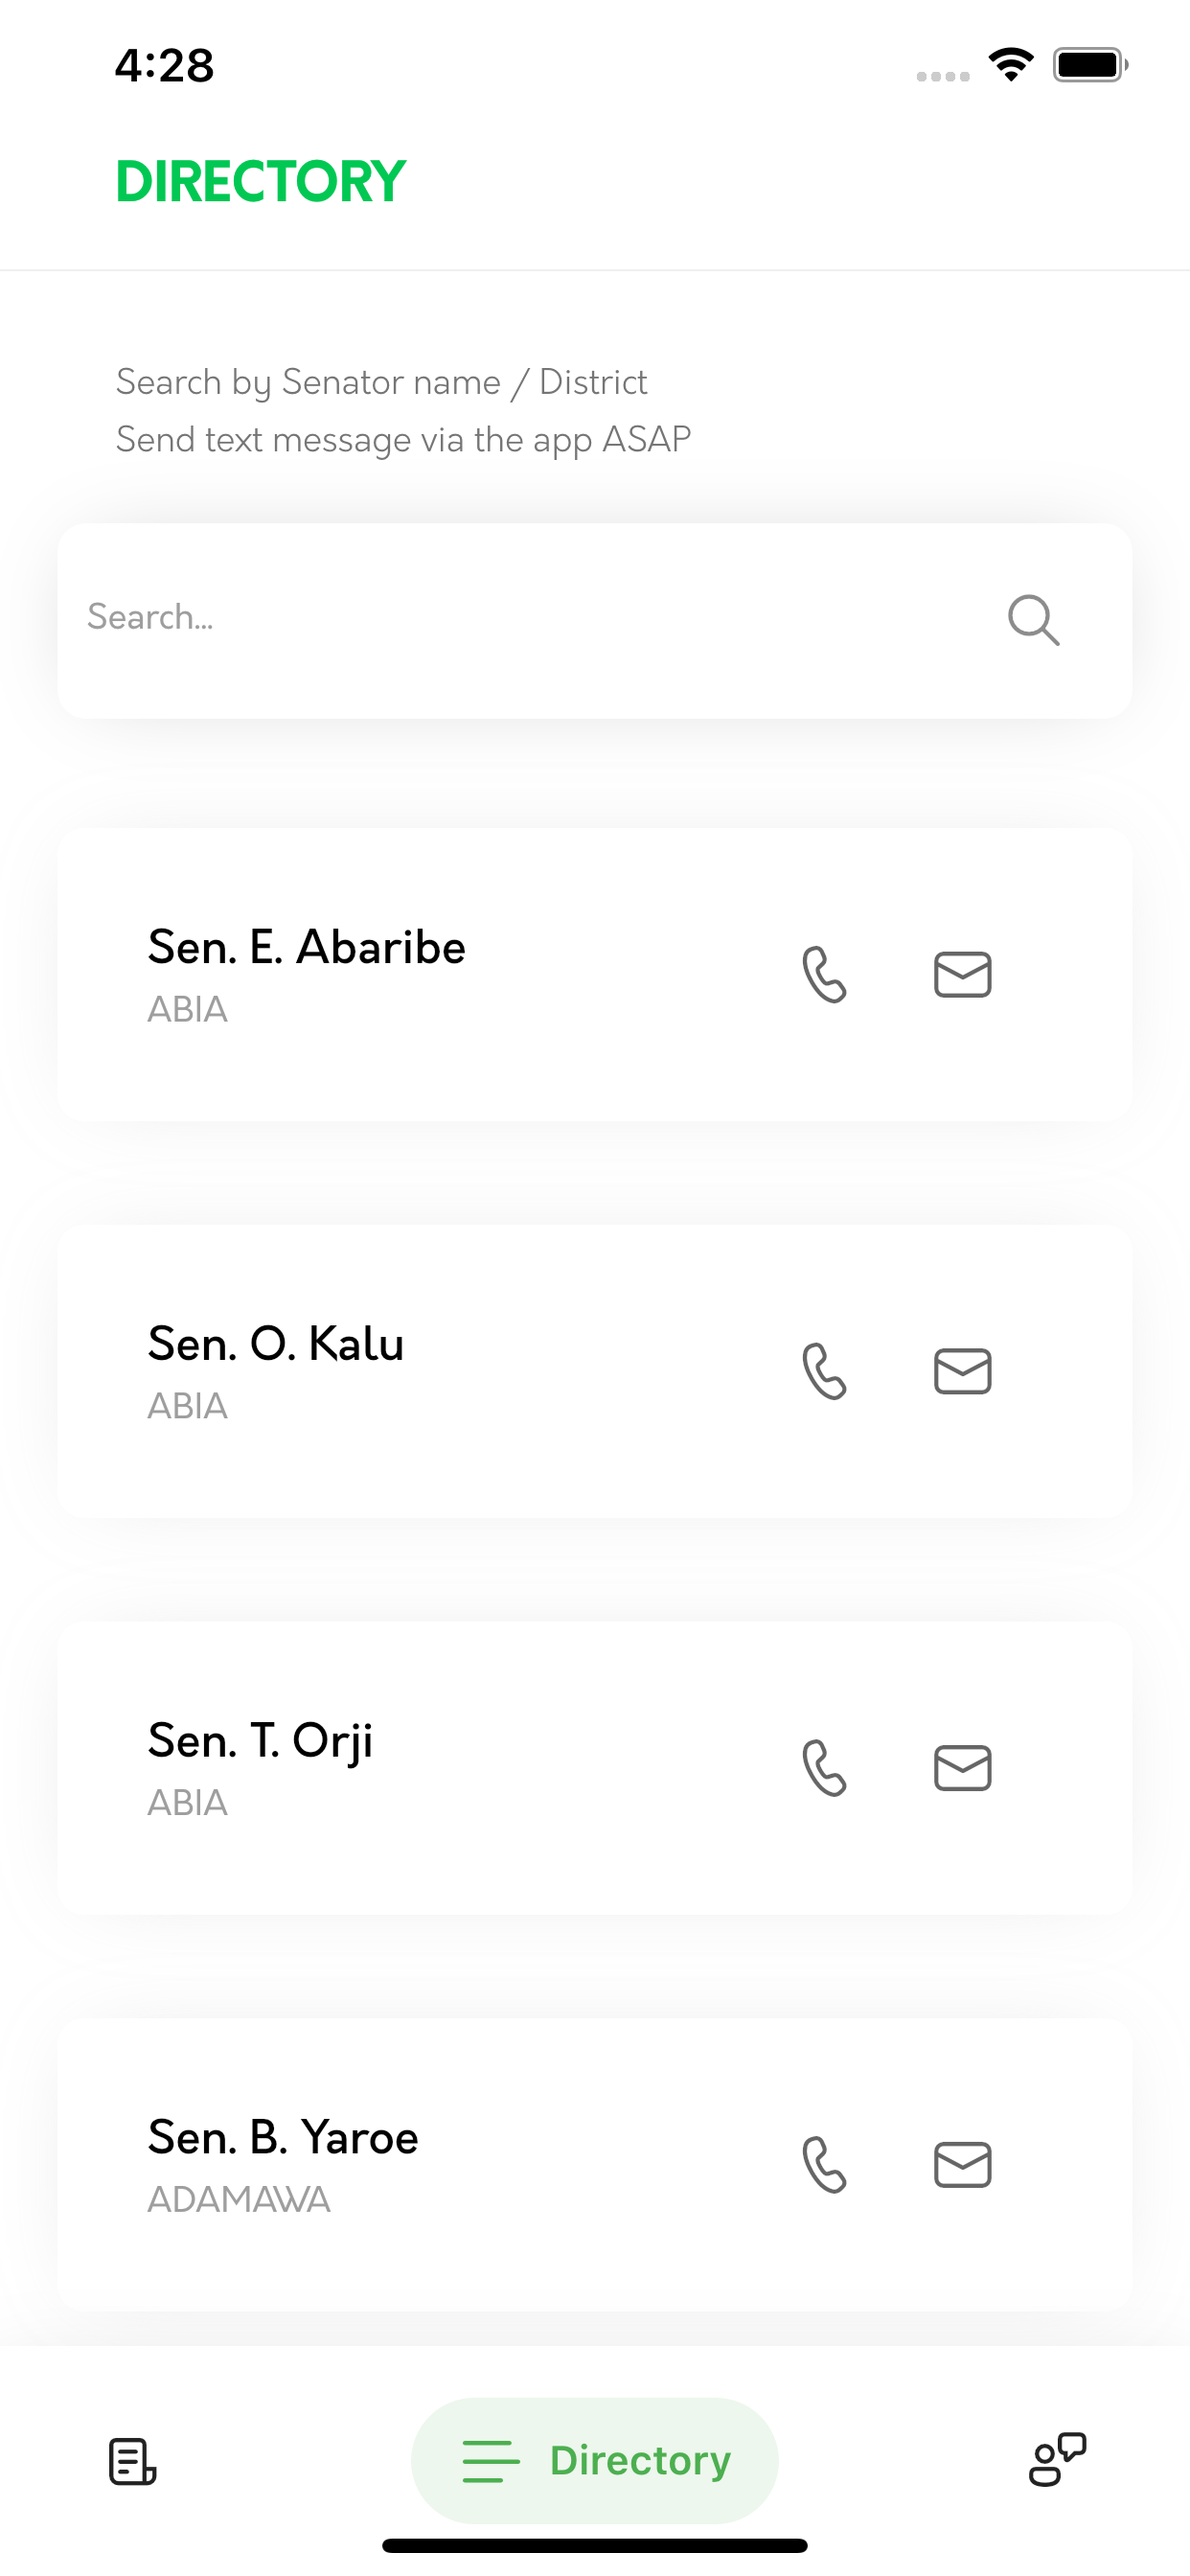 4:28
DIRECTORY
Search by Senator name / District
Send text message via the app ASAP
Search...
Sen. E. Abaribe
ABIA
Sen. O. Kalu
ABIA
Sen. T. Orji
ABIA
Sen. B. Yaroe
ADAMAWA
Directory